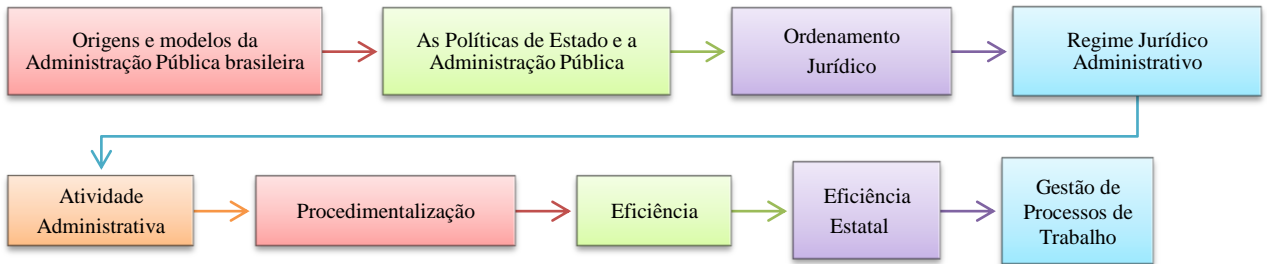 Origens e modelos da
Administração Pública brasileira
As Políticas de Estado e a
Administração Pública
Ordenamento
Jurídico
Regime Jurídico
Administrativo
Atividade
Administrativa
Procedimentalização
Eficiência
Eficiência
Estatal
Gestão de
Processos de
Trabalho